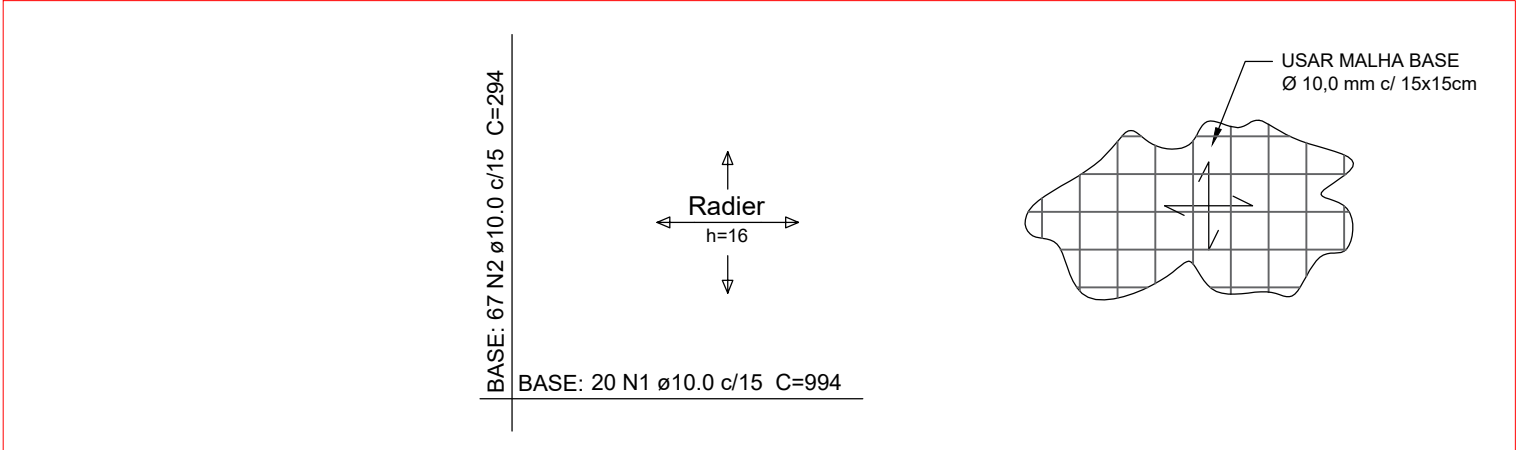 BASE: 67 N2 ø10.0 c/15 C=294
Radier
h=16
BASE: 20 N1 ø10.0 c/15 C=994
USAR MALHA BASE
Ø 10,0 mm c/ 15x15cm